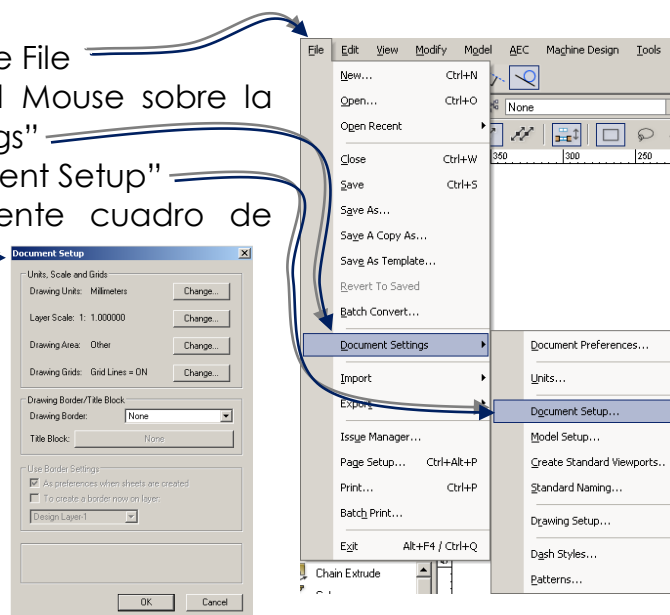 e File
l Mouse sobre la
gs”
ent Setup”
ente cuadro de
Document Setup
Units, Scale and Grids
Drawing Units: Millimeters Change...
Layer Scale: 1: 1.000000 Change...
Drawing Area: Other Change...
Drawing Grids: Grid Lines = ON Change...
Drawing Border/Title Block
Drawing Border: None
Title Block: None
Use Border Settings
As preferences when sheets are created
To create a border now on layer:
Design Layer-1
OK Cancel
File Edit View Modify Model AEC Machine Design Tools
None
350 300 250
New... Ctrl+N
Open... Ctrl+O
Open Recent
Close Ctrl+W
Save Ctrl+S
Save As...
Save A Copy As...
Save As Template...
Revert To Saved
Batch Convert...
Document Settings
Import
Export
Issue Manager...
Page Setup... Ctrl+Alt+P
Print... Ctrl+P
Batch Print...
Exit Alt+F4 / Ctrl+Q
Chain Extrude
Document Preferences...
Units...
Document Setup...
Model Setup...
Create Standard Viewports..
Standard Naming...
Drawing Setup...
Dash Styles...
Patterns...